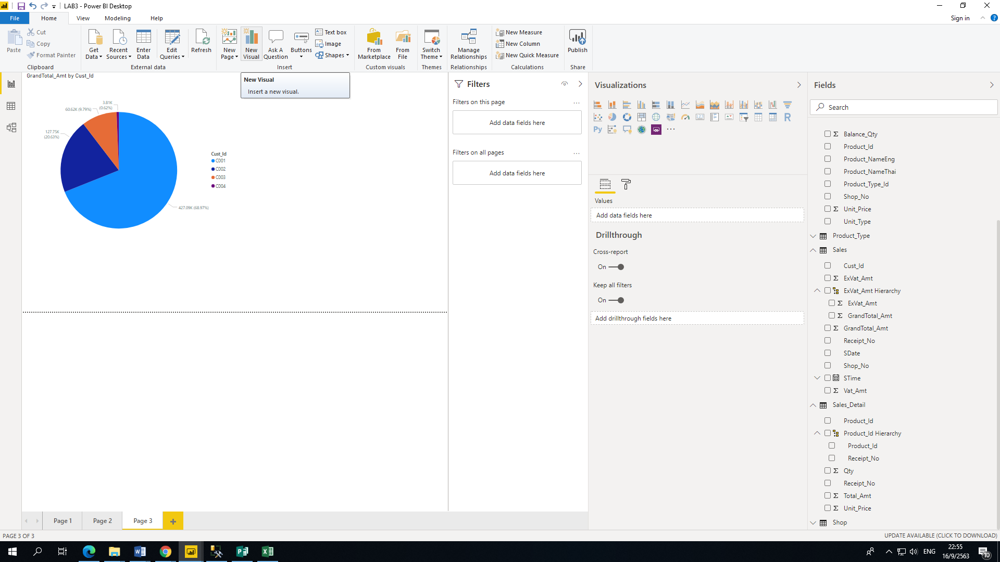 LAB3 - Power BI Desktop
File Home View Modeling Help
Sign in
Paste
Cut
Copy
Format Painter
Clipboard
Get Data
Recent Sources
Enter Data
Edit Queries
Refresh
External data
New Page
New Visual
Ask A Question
Buttons
Text box
Image
Shapes
Insert
From Marketplace
From File
Custom visuals
Switch Theme
Themes
Manage Relationships
Relationships
New Measure
New Column
New Quick Measure
Calculations
Publish
Share
New Visual
Insert a new visual.
GrandTotal_Amt by Cust_Id
3.81K
(0.62%)
60.62K (9.79%)
127.75K
(20.63%)
427.09K (68.97%)
Cust_Id
C001
C002
C003
C004
Filters
Filters on this page
...
Add data fields here
Filters on all pages
...
Add data fields here
Visualizations
R
Py
...
Values
Add data fields here
Drillthrough
Cross-report
On
Keep all filters
On
Add drillthrough fields here
Fields
Search
Σ Balance_Qty
Product_Id
Product_NameEng
Product_NameThai
Product_Type_Id
Shop_No
Σ Unit_Price
Unit_Type
Product_Type
Sales
Cust_Id
Σ ExVat_Amt
ExVat_Amt Hierarchy
Σ ExVat_Amt
Σ GrandTotal_Amt
Σ GrandTotal_Amt
Receipt_No
SDate
Shop_No
STime
Σ Vat_Amt
Sales_Detail
Product_Id
Product_Id Hierarchy
Product_Id
Receipt_No
Σ Qty
Receipt_No
Σ Total_Amt
Σ Unit_Price
Shop
Page 1
Page 2
Page 3
PAGE 3 OF 3
UPDATE AVAILABLE (CLICK TO DOWNLOAD)
ENG
22:55
16/9/2563
10